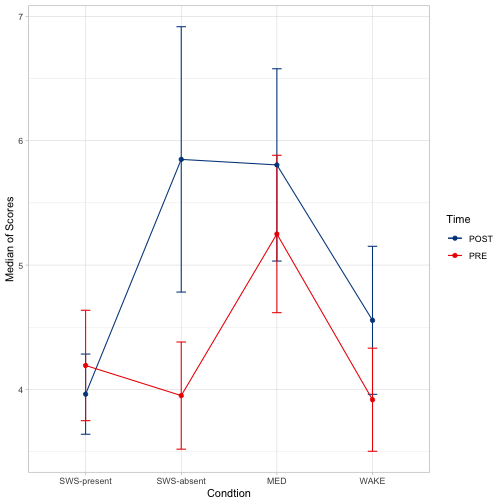 7
6
5
4
Median of Scores
SWS-present SWS-absent MED WAKE
Condtion
Time
POST
PRE